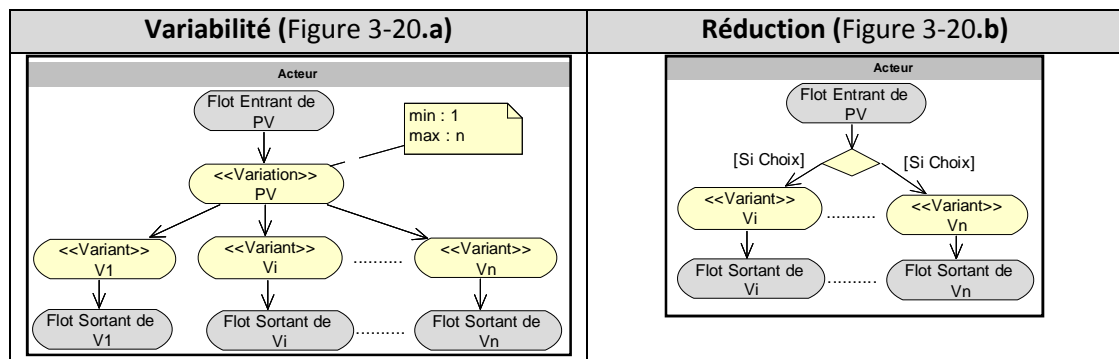 Variabilité (Figure 3-20.a)
Réduction (Figure 3-20.b)
Acteur
Flot Entrant de
PV
min : 1
max : n
<<Variation>>
PV
<<Variant>>
V1
<<Variant>>
Vi
..........
<<Variant>>
Vn
Flot Sortant de
V1
Flot Sortant de
Vi
..........
Flot Sortant de
Vn
Acteur
Flot Entrant de
PV
[Si Choix]
[Si Choix]
<<Variant>>
Vi
..........
<<Variant>>
Vn
Flot Sortant de
Vi
..........
Flot Sortant de
Vn